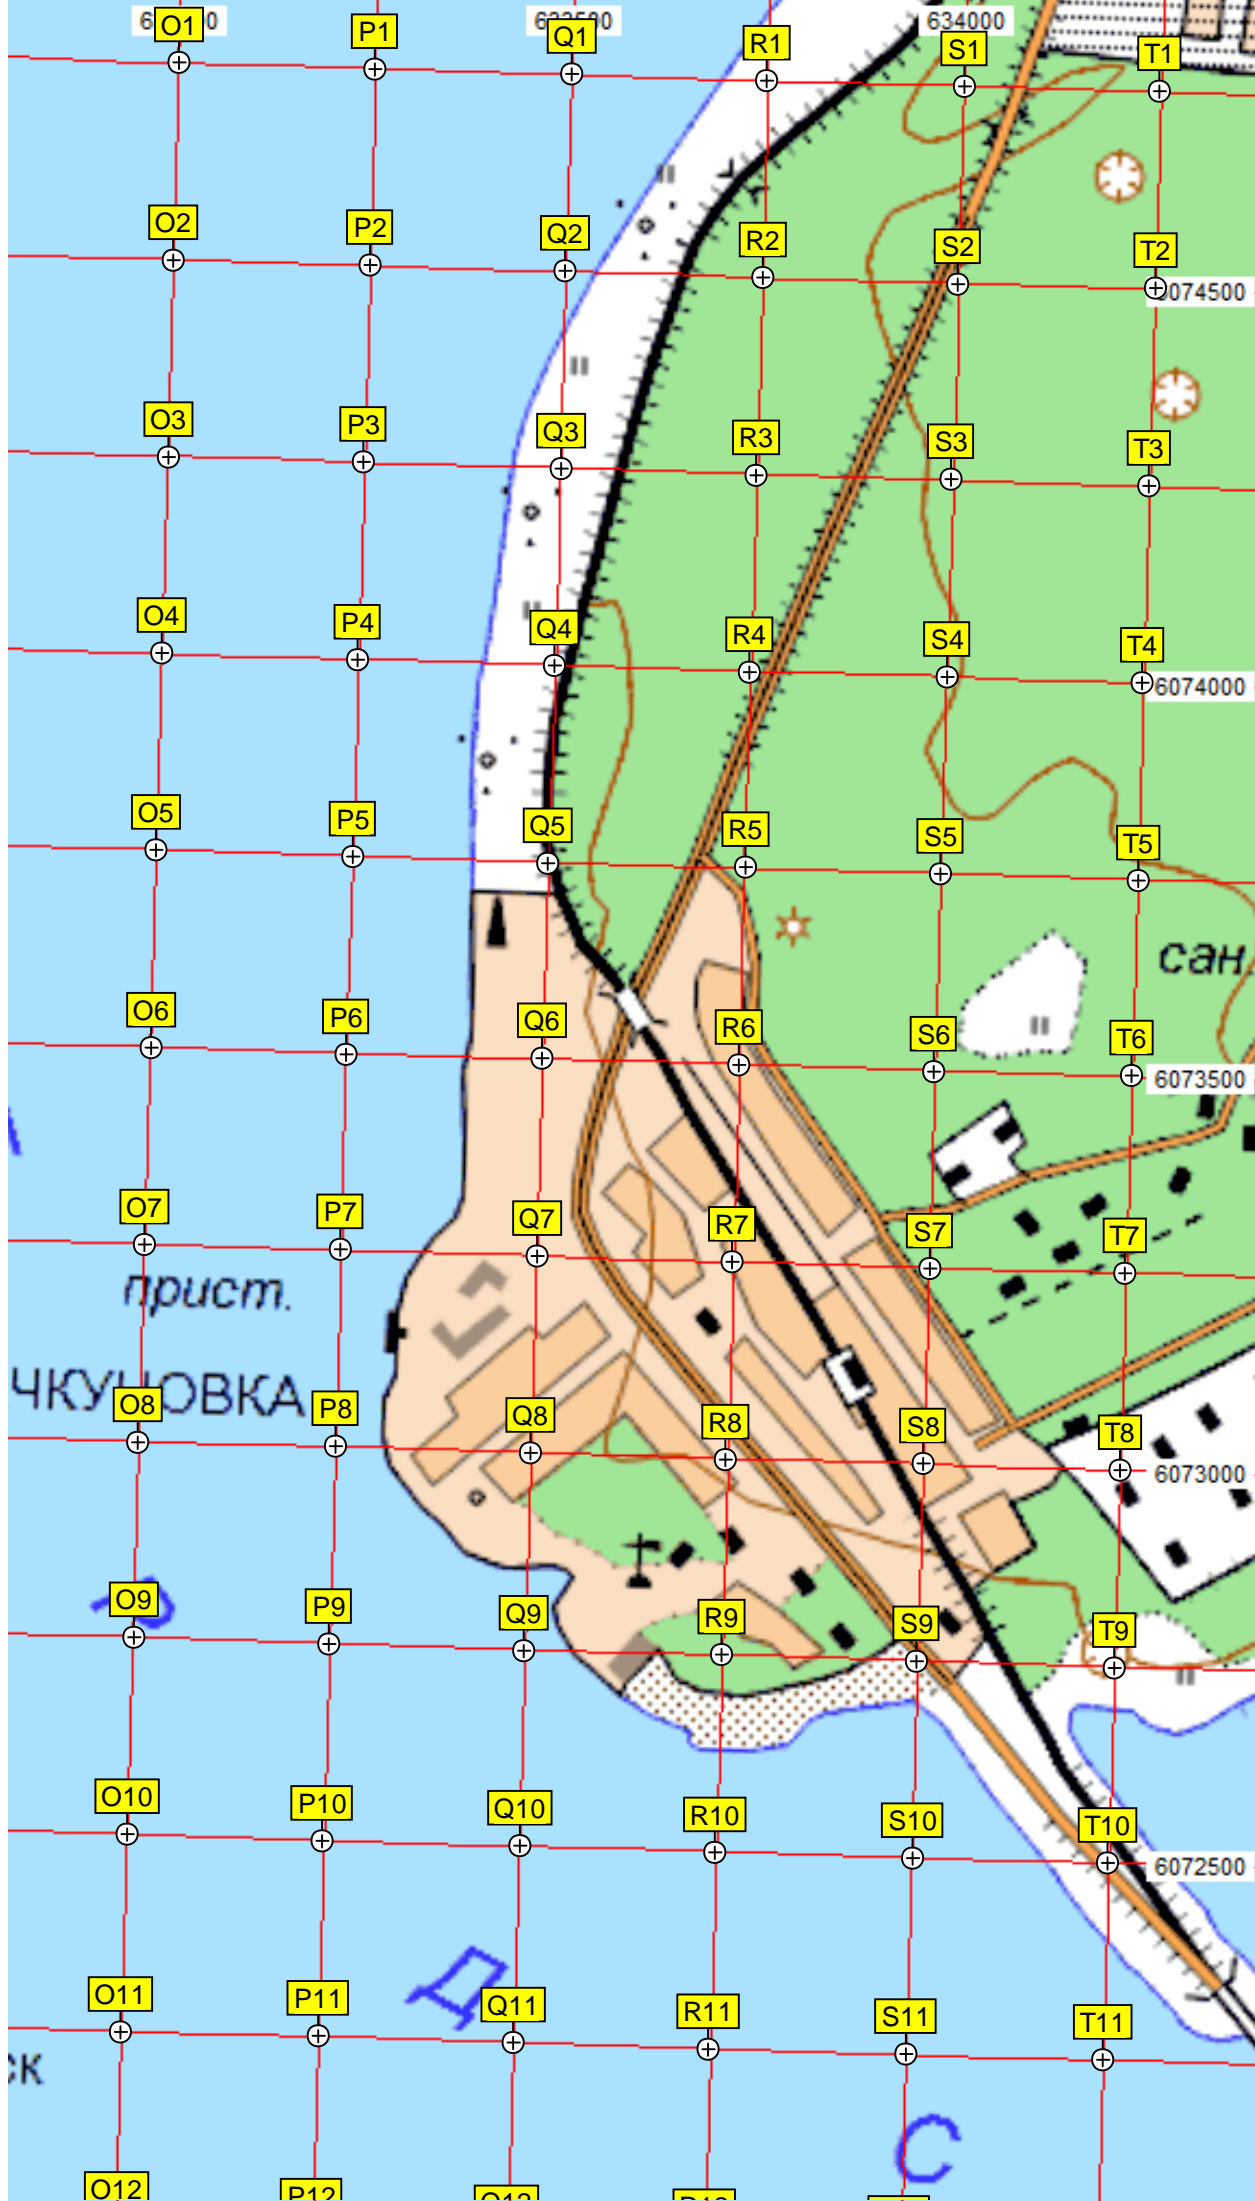 634000
O1 P1 Q1 R1 S1 T1
O2 P2 Q2 R2 S2 T2
6074500
O3 P3 Q3 R3 S3 T3
O4 P4 Q4 R4 S4 T4
6074000
O5 P5 Q5 R5 S5 T5
сан.
O6 P6 Q6 R6 S6 T6
6073500
O7 P7 Q7 R7 S7 T7
прист.
O8 P8 Q8 R8 S8 T8
6073000
O9 P9 Q9 R9 S9 T9
O10 P10 Q10 R10 S10 T10
6072500
Д
O11 P11 Q11 R11 S11 T11
ск
С
O12 P12